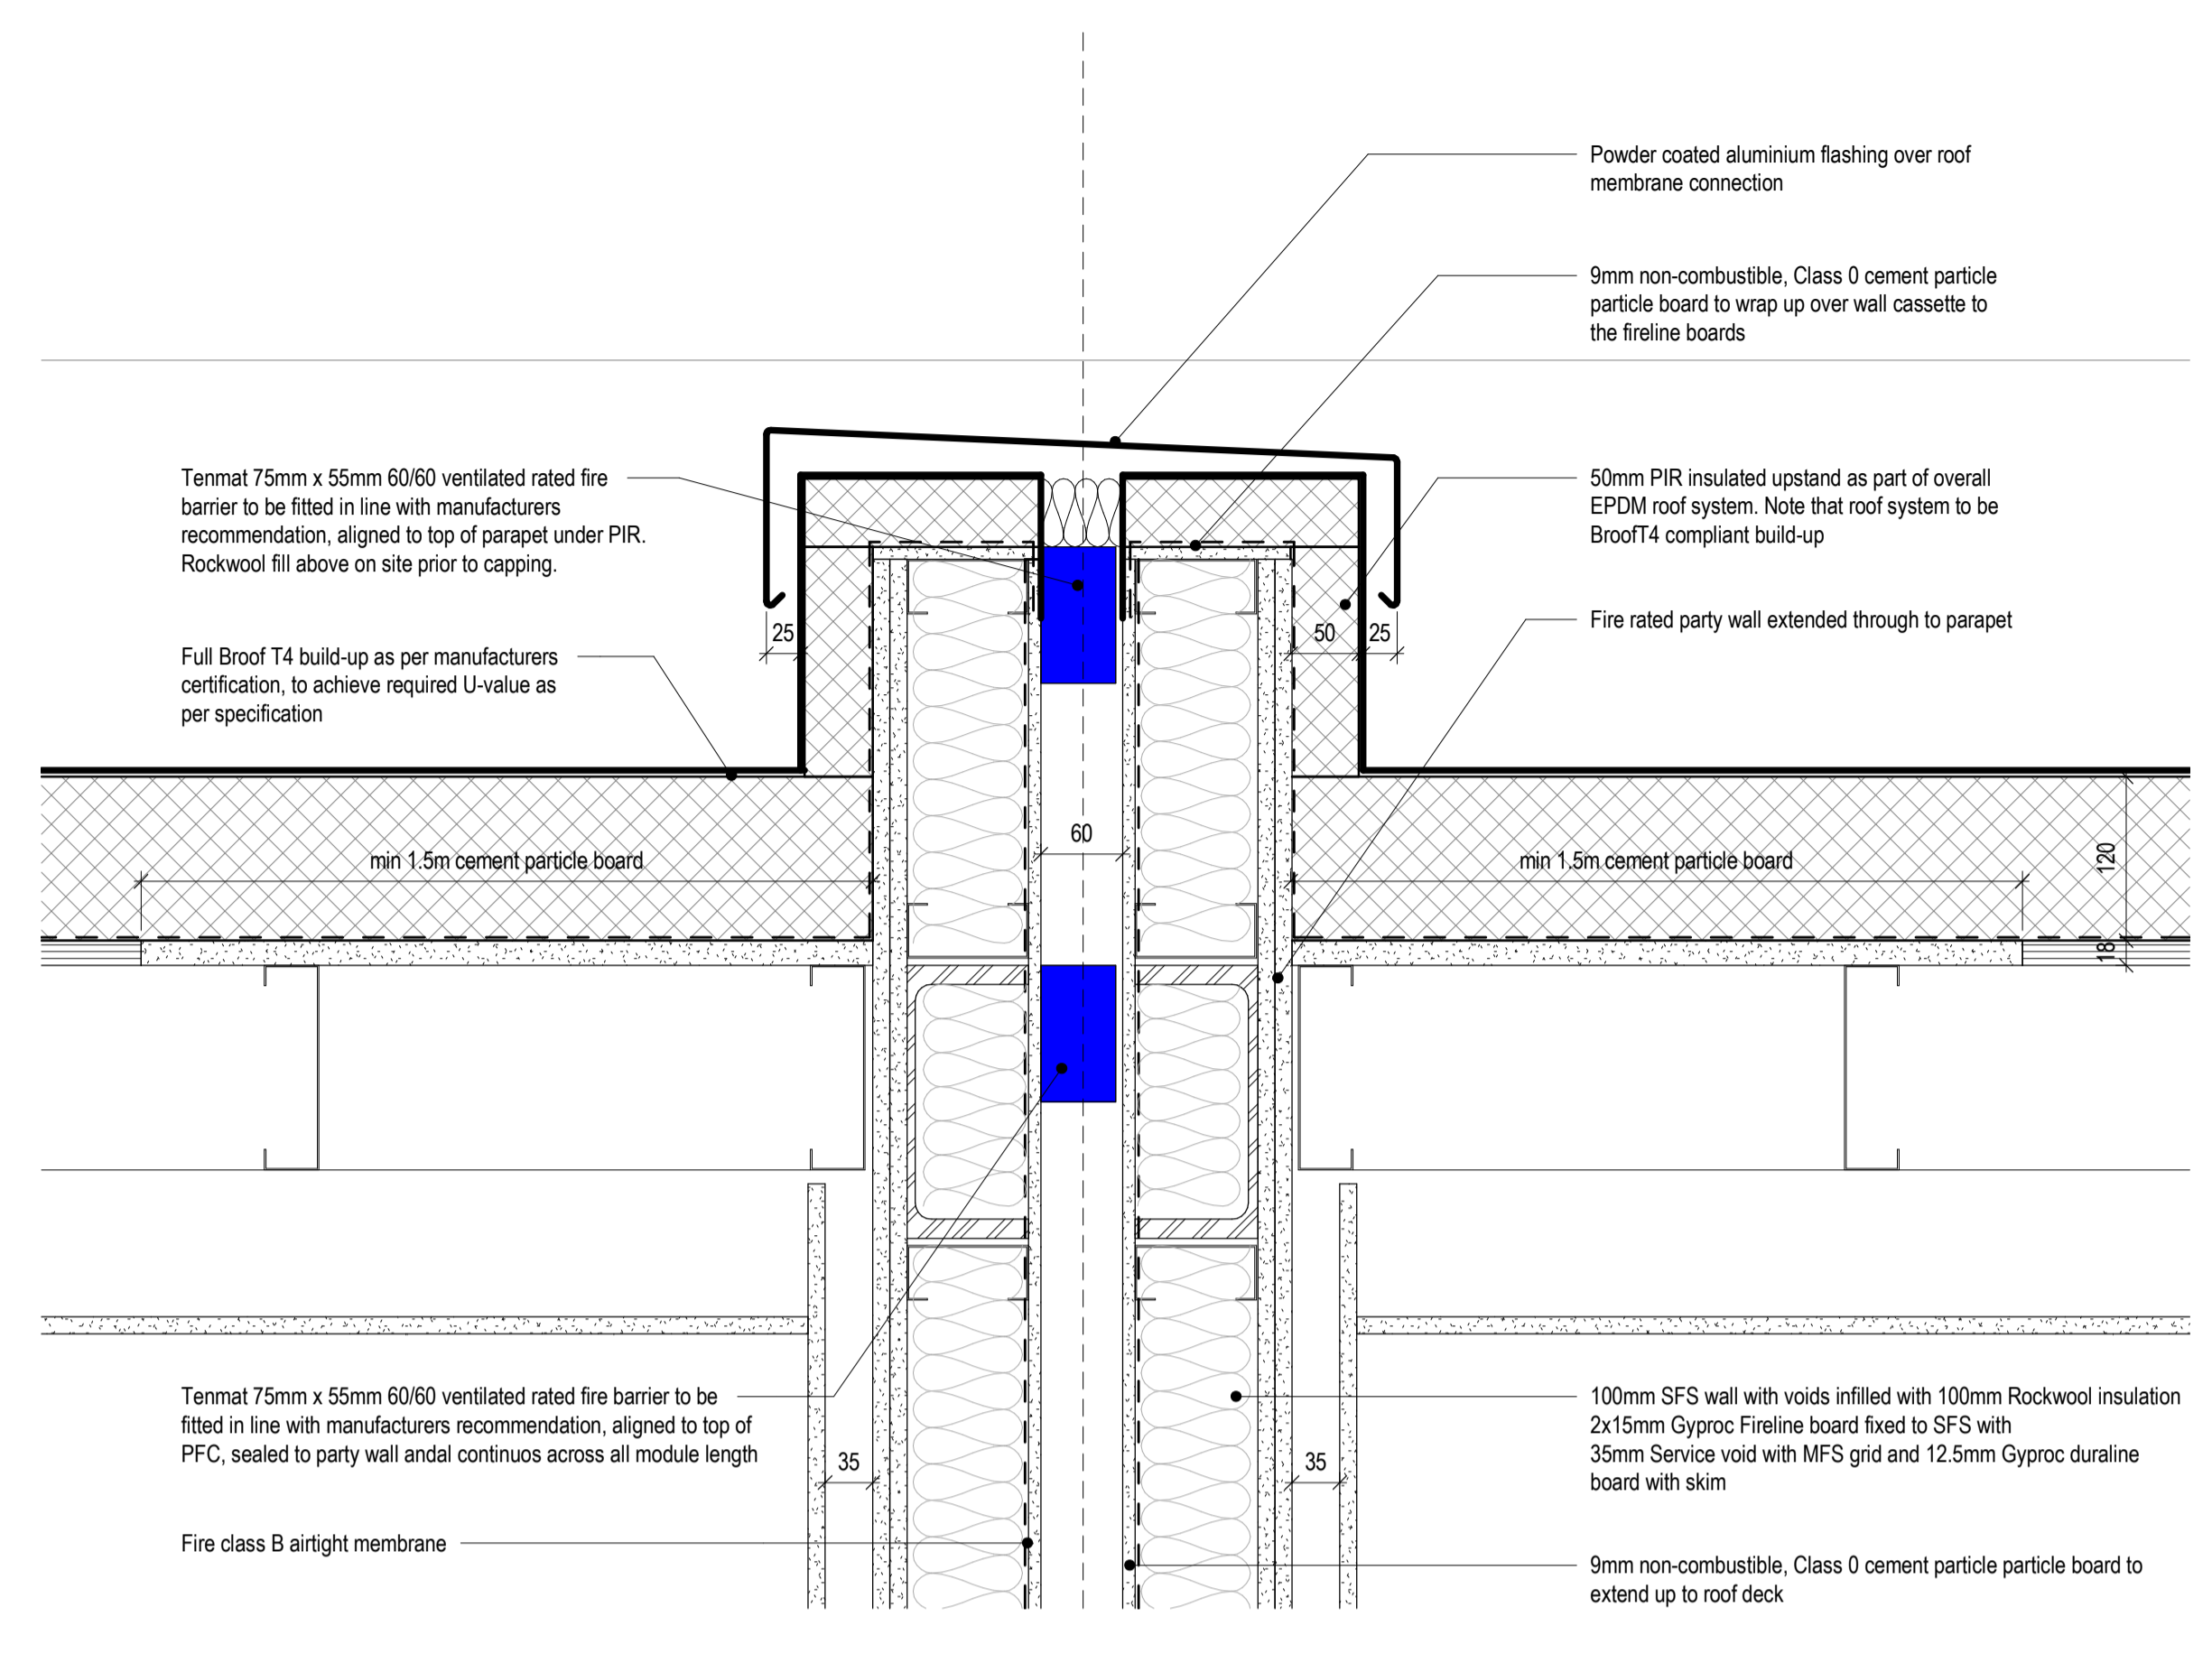 Powder coated aluminium flashing over roof
membrane connection
9mm non-combustible, Class 0 cement particle
particle board to wrap up over wall cassette to
the fireline boards
Tenmat 75mm x 55mm 60/60 ventilated rated fire
barrier to be fitted in line with manufacturers
recommendation, aligned to top of parapet under PIR.
Rockwool fill above on site prior to capping.
50mm PIR insulated upstand as part of overall
EPDM roof system. Note that roof system to be
BroofT4 compliant build-up
Fire rated party wall extended through to parapet
25
50
25
Full Broof T4 build-up as per manufacturers
certification, to achieve required U-value as
per specification
60
min 1.5m cement particle board
min 1.5m cement particle board
120
18
Tenmat 75mm x 55mm 60/60 ventilated rated fire barrier to be
fitted in line with manufacturers recommendation, aligned to top of
PFC, sealed to party wall andal continuos across all module length
35
35
100mm SFS wall with voids infilled with 100mm Rockwool insulation
2x15mm Gyproc Fireline board fixed to SFS with
35mm Service void with MFS grid and 12.5mm Gyproc duraline
board with skim
Fire class B airtight membrane
9mm non-combustible, Class 0 cement particle particle board to
extend up to roof deck